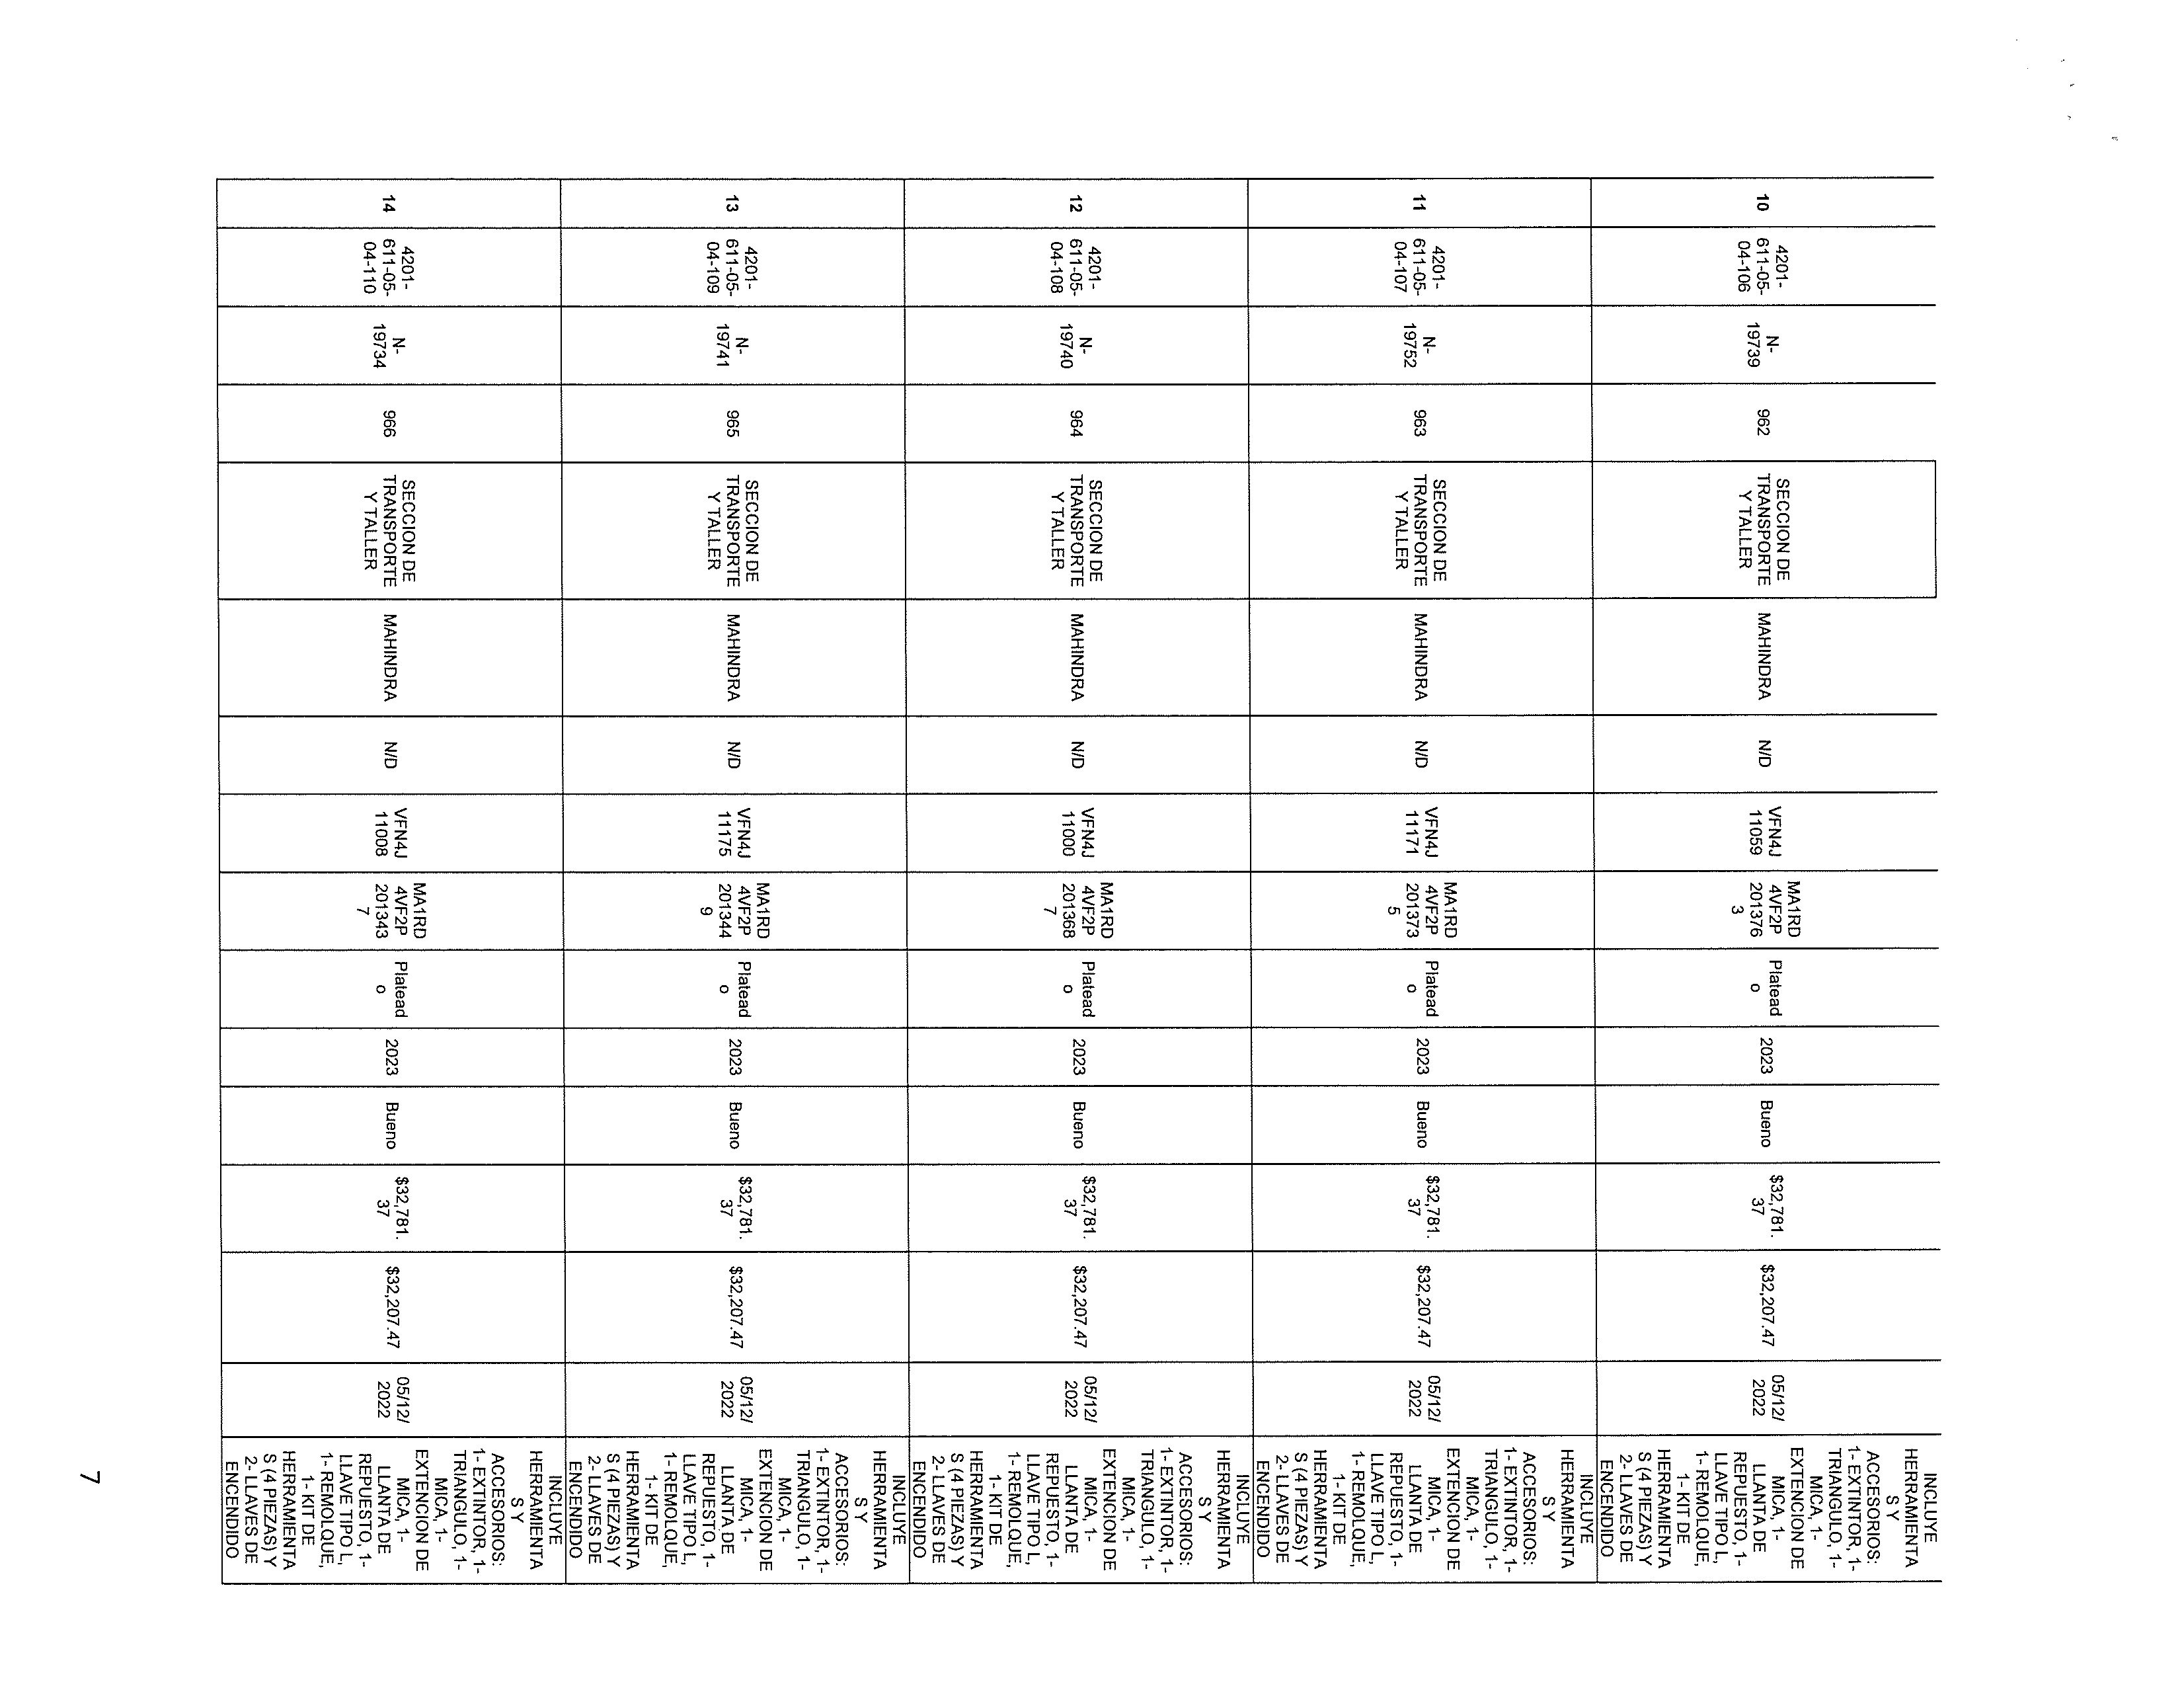 10
4201-
611-05-
04-106
N-
19739
962
SECCION DE
TRANSPORTE
Y TALLER
MAHINDRA
N/D
VFN4J
11059
MA1RD
4VF2P
201376
3
Platead
o
2023
Bueno
$32,781.
37
$32,207.47
05/12/
2022
INCLUYE
HERRAMIENTA
S Y
ACCESORIOS:
1- EXTINTOR, 1-
TRIANGULO, 1-
MICA, 1-
EXTENCION DE
MICA, 1-
LLANTA DE
REPUESTO, 1-
LLAVE TIPO L,
1- REMOLQUE,
1- KIT DE
HERRAMIENTA
S (4 PIEZAS) Y
2- LLAVES DE
ENCENDIDO
11
4201-
611-05-
04-107
N-
19752
963
SECCION DE
TRANSPORTE
Y TALLER
MAHINDRA
N/D
VFN4J
11171
MA1RD
4VF2P
201373
5
Platead
o
2023
Bueno
$32,781.
37
$32,207.47
05/12/
2022
INCLUYE
HERRAMIENTA
S Y
ACCESORIOS:
1- EXTINTOR, 1-
TRIANGULO, 1-
MICA, 1-
EXTENCION DE
MICA, 1-
LLANTA DE
REPUESTO, 1-
LLAVE TIPO L,
1- REMOLQUE,
1- KIT DE
HERRAMIENTA
S (4 PIEZAS) Y
2- LLAVES DE
ENCENDIDO
12
4201-
611-05-
04-108
N-
19740
964
SECCION DE
TRANSPORTE
Y TALLER
MAHINDRA
N/D
VFN4J
11000
MA1RD
4VF2P
201368
7
Platead
o
2023
Bueno
$32,781.
37
$32,207.47
05/12/
2022
INCLUYE
HERRAMIENTA
S Y
ACCESORIOS:
1- EXTINTOR, 1-
TRIANGULO, 1-
MICA, 1-
EXTENCION DE
MICA, 1-
LLANTA DE
REPUESTO, 1-
LLAVE TIPO L,
1- REMOLQUE,
1- KIT DE
HERRAMIENTA
S (4 PIEZAS) Y
2- LLAVES DE
ENCENDIDO
13
4201-
611-05-
04-109
N-
19741
965
SECCION DE
TRANSPORTE
Y TALLER
MAHINDRA
N/D
VFN4J
11175
MA1RD
4VF2P
201344
9
Platead
o
2023
Bueno
$32,781.
37
$32,207.47
05/12/
2022
INCLUYE
HERRAMIENTA
S Y
ACCESORIOS:
1- EXTINTOR, 1-
TRIANGULO, 1-
MICA, 1-
EXTENCION DE
MICA, 1-
LLANTA DE
REPUESTO, 1-
LLAVE TIPO L,
1- REMOLQUE,
1- KIT DE
HERRAMIENTA
S (4 PIEZAS) Y
2- LLAVES DE
ENCENDIDO
14
4201-
611-05-
04-110
N-
19734
966
SECCION DE
TRANSPORTE
Y TALLER
MAHINDRA
N/D
VFN4J
11008
MA1RD
4VF2P
201343
7
Platead
o
2023
Bueno
$32,781.
37
$32,207.47
05/12/
2022
INCLUYE
HERRAMIENTA
S Y
ACCESORIOS:
1- EXTINTOR, 1-
TRIANGULO, 1-
MICA, 1-
EXTENCION DE
MICA, 1-
LLANTA DE
REPUESTO, 1-
LLAVE TIPO L,
1- REMOLQUE,
1- KIT DE
HERRAMIENTA
S (4 PIEZAS) Y
2- LLAVES DE
ENCENDIDO
7